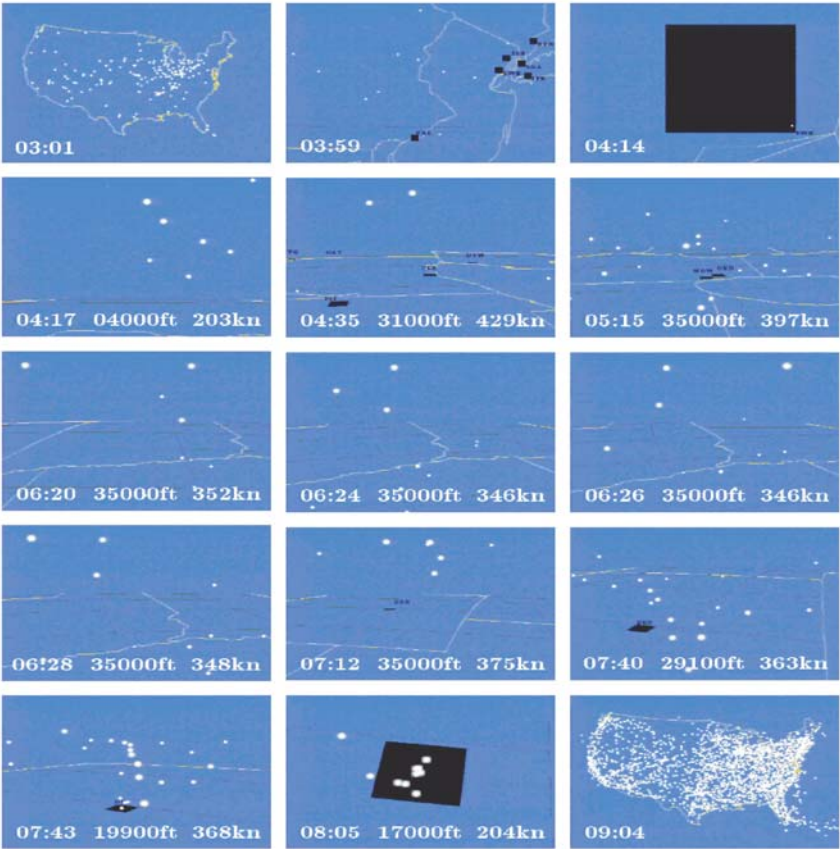 03:01
03:59
04:14
04:17 04000ft 203kn
04:35 31000ft 429kn
05:15 35000ft 397kn
06:20 35000ft 352kn
06:24 35000ft 346kn
06:26 35000ft 346kn
06:28 35000ft 348kn
07:12 35000ft 375kn
07:40 29100ft 363kn
07:43 19900ft 368kn
08:05 17000ft 204kn
09:04